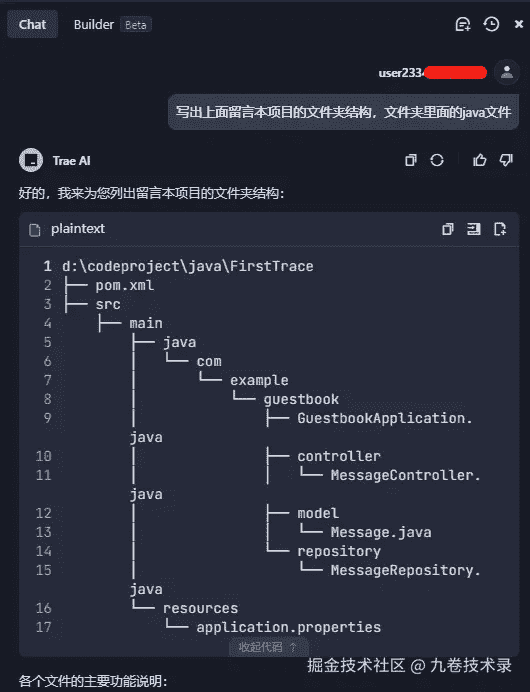 Chat Builder Beta
user233
写出上面留言本项目的文件夹结构，文件夹里面的java文件
Trae AI
好的，我来为您列出留言本项目的文件夹结构：
plaintext
1 d:\codeproject\java\FirstTrace
2 ├── pom.xml
3 ├── src
4 ├── main
5 ├── java
6 │ └── com
7 │ └── example
8 │ └── guestbook
9 │ ├── GuestbookApplication.
java
10 │ ├── controller
11 │ │ └── MessageController.
java
12 │ ├── model
13 │ │ └── Message.java
14 │ └── repository
15 │ └── MessageRepository.
java
16 └── resources
17 └── application.properties
收起代码 ↑
掘金技术社区 @ 九卷技术录
各个文件的主要功能说明：